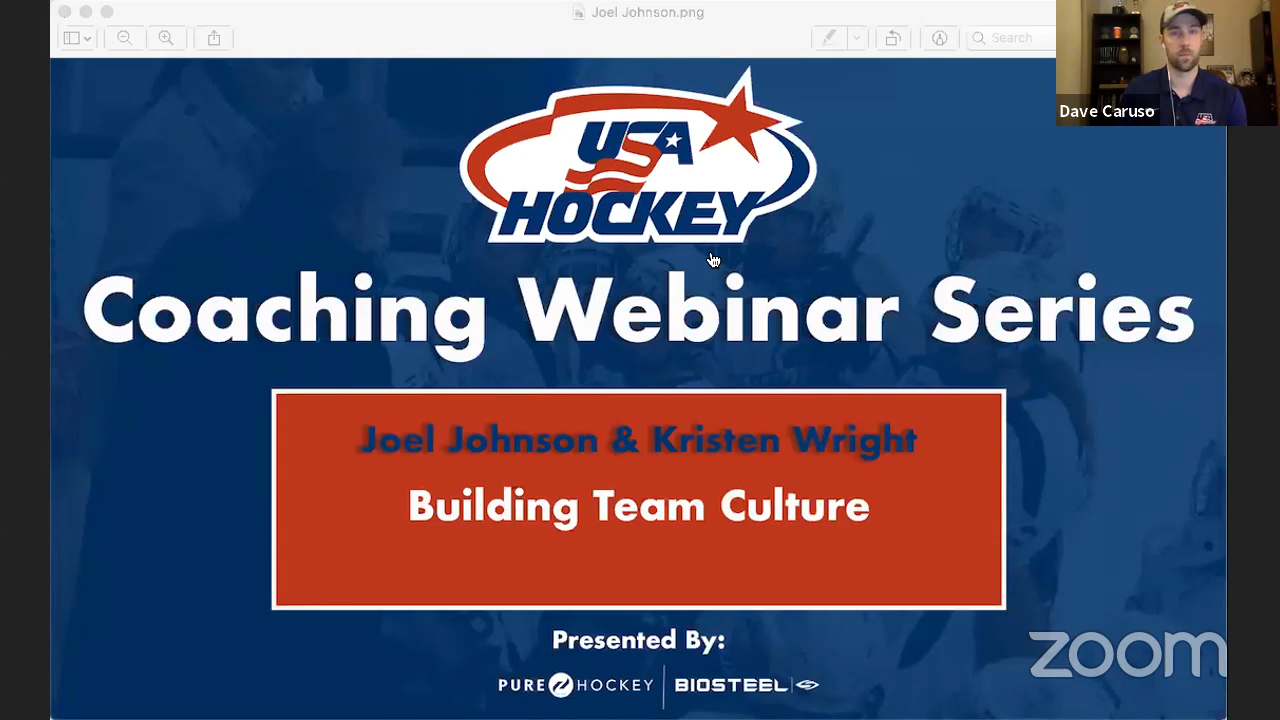 Joel Johnson.png
Search
Dave Caruso
USA
HOCKEY
Coaching Webinar Series
Joel Johnson & Kristen Wright
Building Team Culture
Presented By:
PURE HOCKEY
BIOSTEEL
zoom